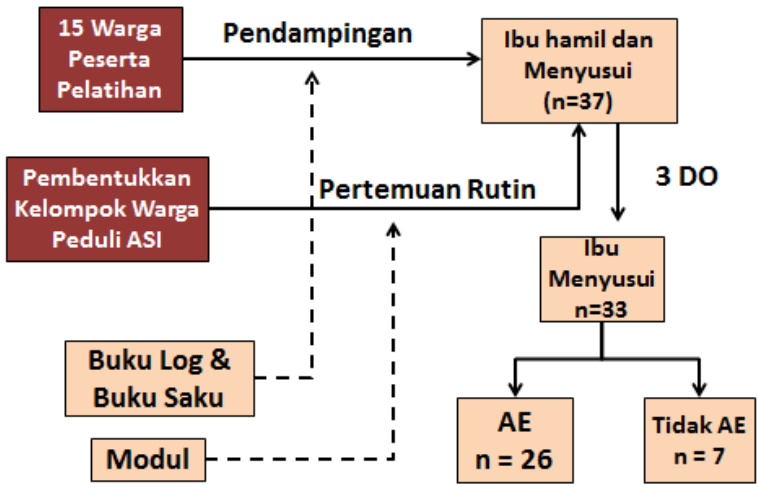 15 Warga
Peserta
Pelatihan
Pendampingan
Ibu hamil dan
Menyusui
(n=37)
Pembentukkan
Kelompok Warga
Peduli ASI
Pertemuan Rutin
3 DO
Ibu
Menyusui
n=33
Buku Log &
Buku Saku
Modul
AE
n = 26
Tidak AE
n = 7